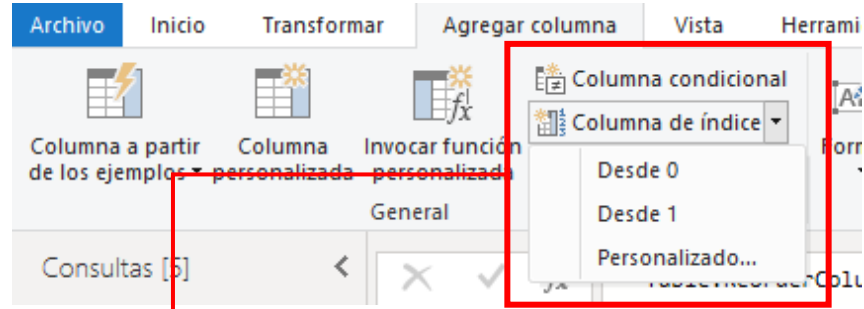 Archivo Inicio Transformar Agregar columna Vista
Columna condicional
Columna de índice
Columna a partir de los ejemplos
Columna personalizada
Invocar función personalizada
Desde 0
Desde 1
Personalizado...
General
Consultas [5]